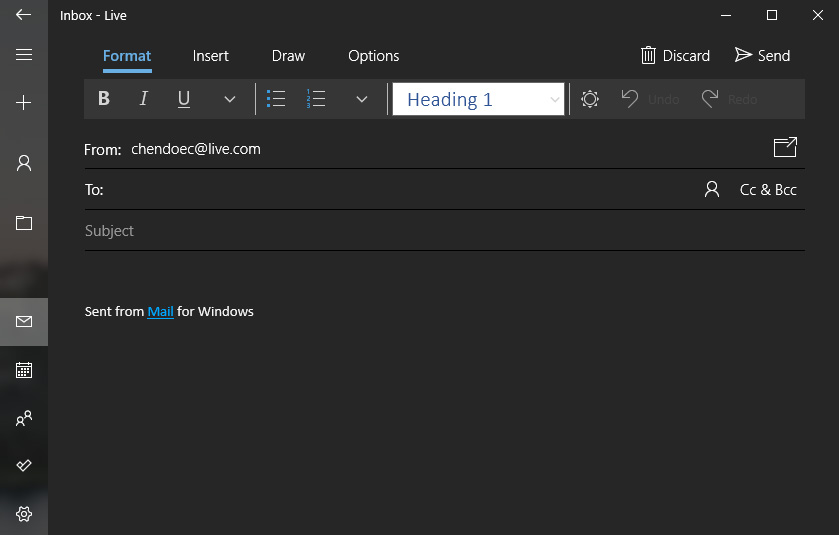 Inbox - Live
Format Insert Draw Options Discard Send
B I U Heading 1 Undo Redo
From: chendoec@live.com
To: Cc & Bcc
Subject
Sent from Mail for Windows